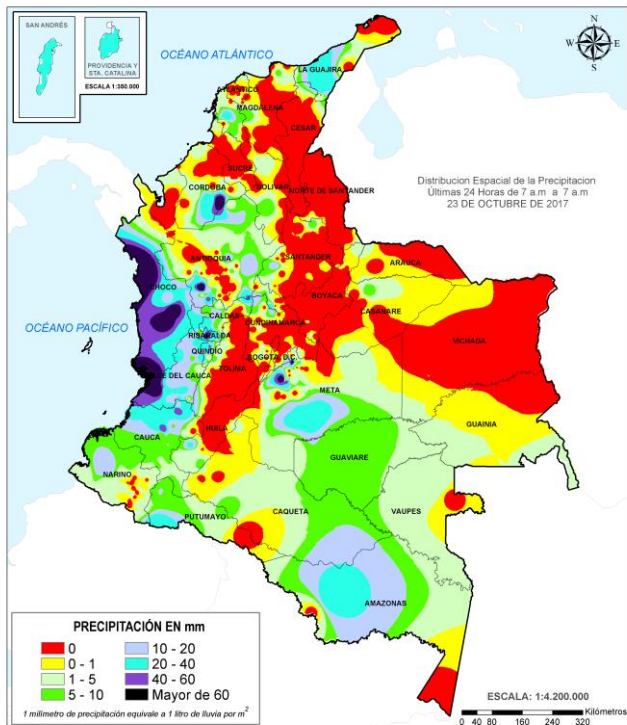 SAN ANDRÉS
PROVIDENCIA Y
STA. CATALINA
ESCALA 1:350.000
OCÉANO ATLÁNTICO
N
W
E
S
LA GUAJIRA
ATLÁNTICO
MAGDALENA
CESAR
SUCRE
CORDOBA
BOLIVAR
NORTE DE SANTANDER
Distribucion Espacial de la Precipitacion
Últimas 24 Horas de 7 a.m a 7 a.m
23 DE OCTUBRE DE 2017
ANTIOQUIA
SANTANDER
ARAUCA
CHOCO
BOYACA
CASANARE
OCÉANO PACÍFICO
CALDAS
CUNDINAMARCA
RISARALDA
VICHADA
QUINDIO
BOGOTA, D.C.
TOLIMA
DEL CAUCA
META
HUILA
GUAINIA
CAUCA
GUAVIARE
NARIÑO
PUTUMAYO
CAQUETA
VAUPES
AMAZONAS
PRECIPITACIÓN EN mm
0
10 - 20
0 - 1
20 - 40
1 - 5
40 - 60
5 - 10
Mayor de 60
1 milimetro de precipitación equivale a 1 litro de lluvia por m²
ESCALA: 1:4.200.000
Kilómetros
0 40 80 160 240 320